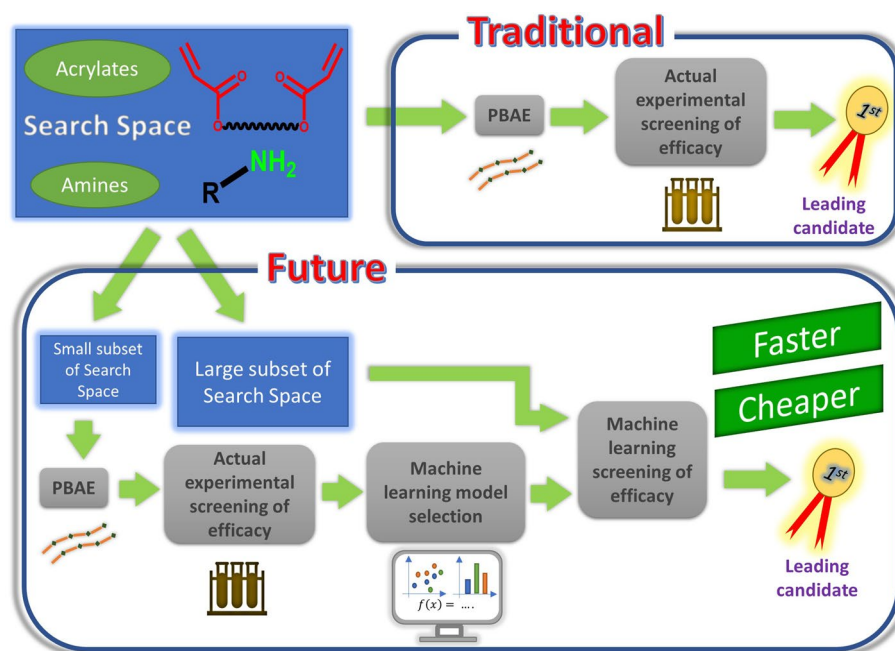 Traditional
Acrylates
O
O
Search Space
O
O
NH₂
R
Amines
PBAE
Actual
experimental
screening of
efficacy
1st
Leading
candidate
Future
Small subset
of Search
Space
Large subset of
Search Space
Faster
Cheaper
PBAE
Actual
experimental
screening of
efficacy
Machine
learning model
selection
f(x) = ....
Machine
learning
screening of
efficacy
1st
Leading
candidate